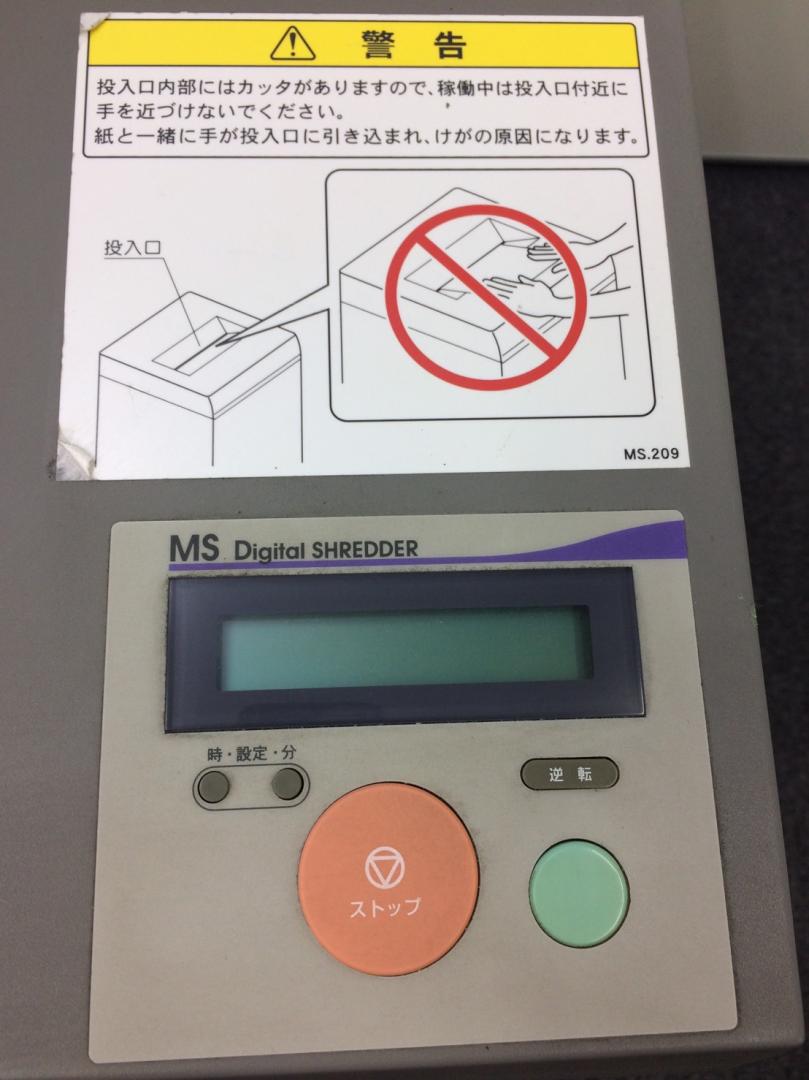 警告
投入口内部にはカッタがありますので、稼働中は投入口付近に
手を近づけないでください。
紙と一緒に手が投入口に引き込まれ、けがの原因になります。
投入口
MS.209
MS Digital SHREDDER
時・設定・分
逆転
ストップ